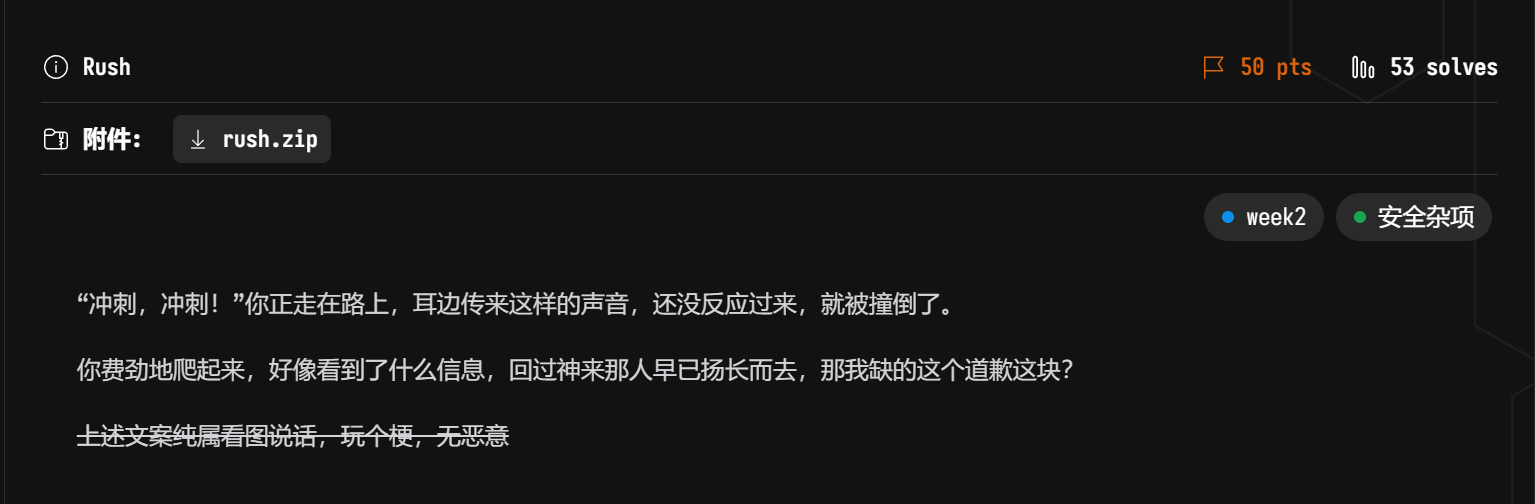 Rush
50 pts
53 solves
附件:
rush.zip
week2
安全杂项
“冲刺，冲刺！”你正走在路上，耳边传来这样的声音，还没反应过来，就被撞倒了。
你费劲地爬起来，好像看到了什么信息，回过神来那人早已扬长而去，那我缺的这个道歉这块？
上述文案纯属看图说话，玩个梗，无恶意